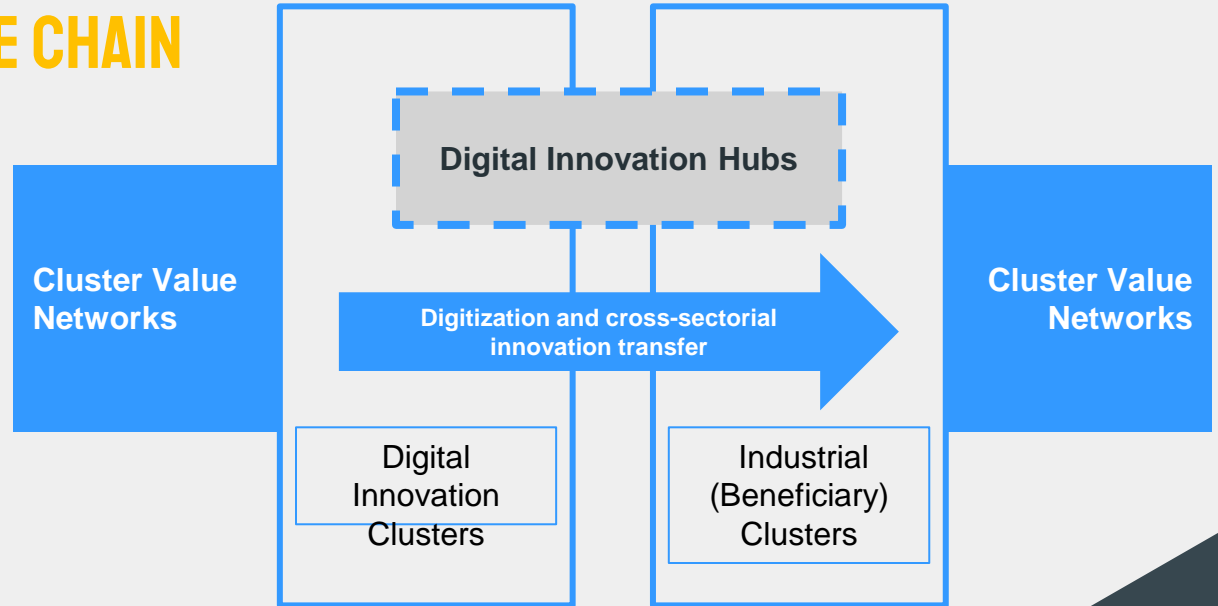 E CHAIN
Digital Innovation Hubs
Cluster Value
Networks
Digitization and cross-sectorial
innovation transfer
Cluster Value
Networks
Digital
Innovation
Clusters
Industrial
(Beneficiary)
Clusters